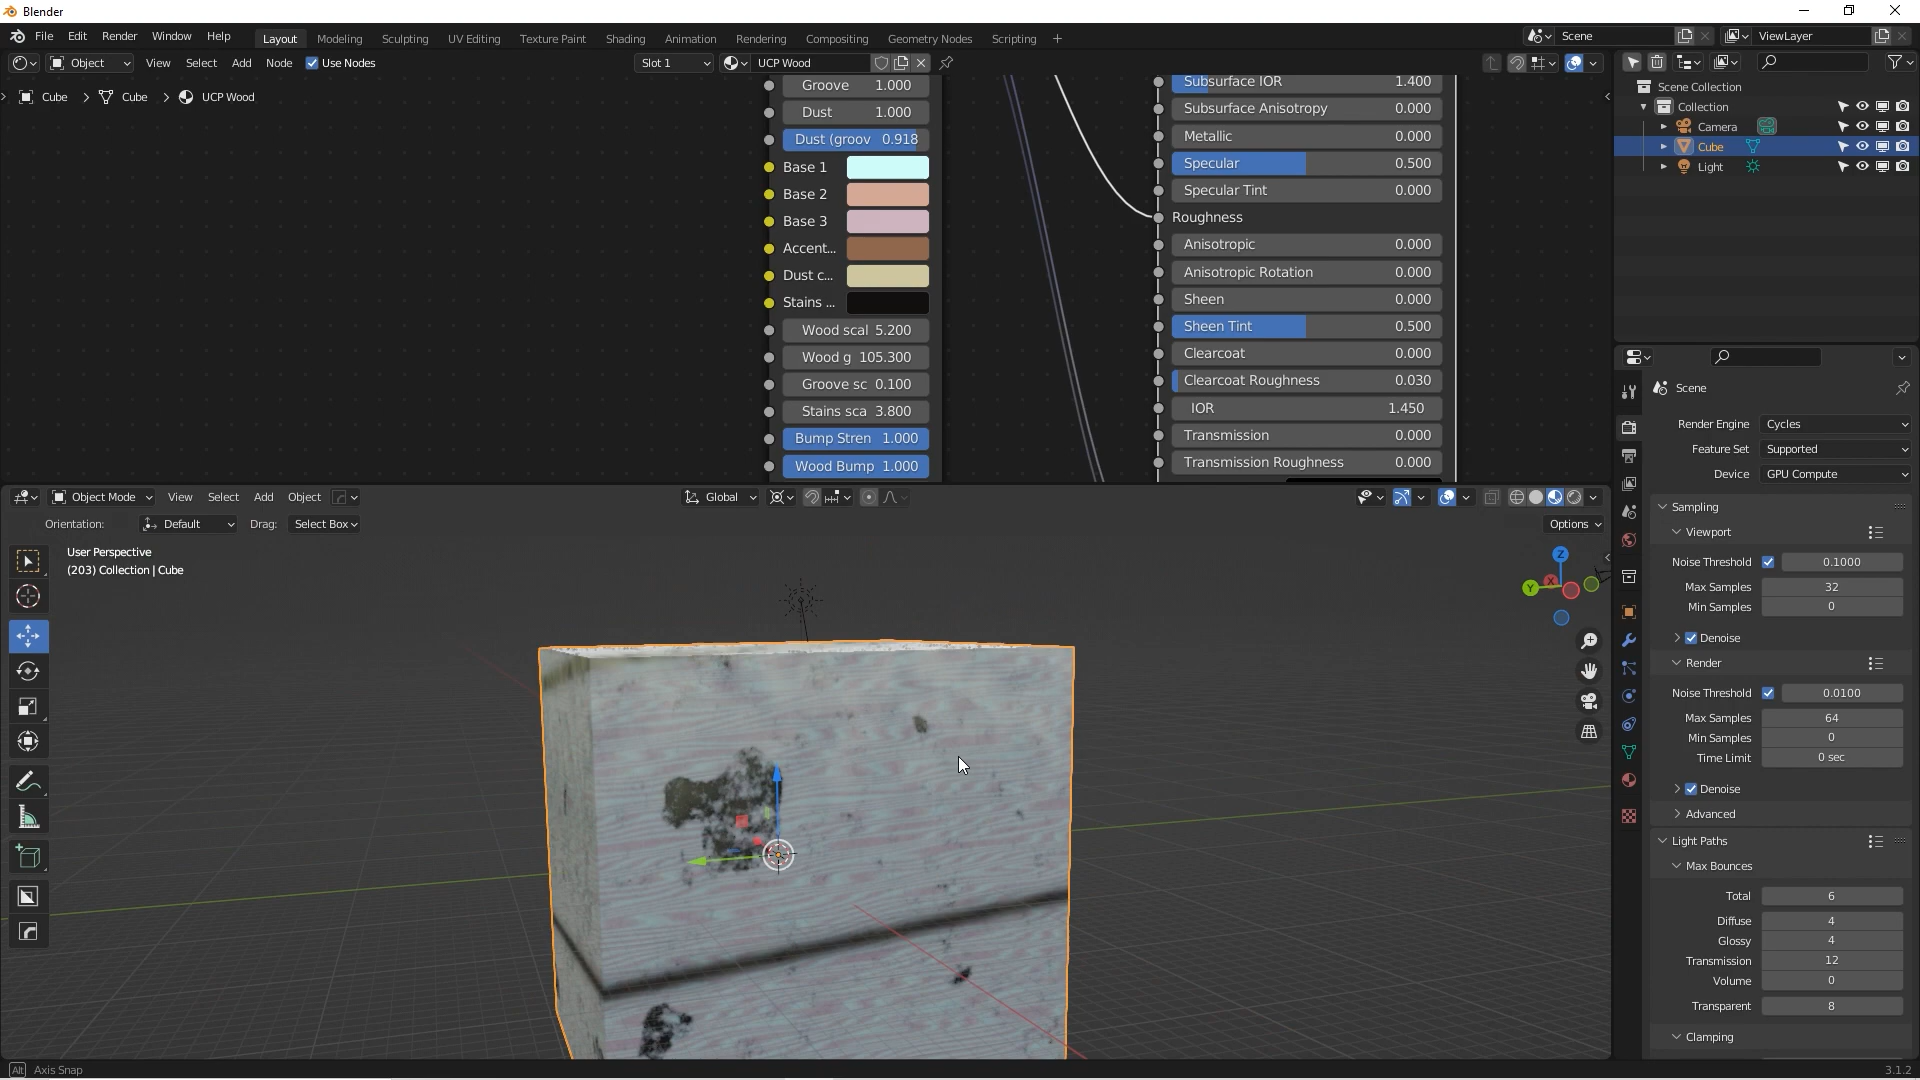 Blender
File Edit Render Window Help Layout Modeling Sculpting UV Editing Texture Paint Shading Animation Rendering Compositing Geometry Nodes Scripting + Scene ViewLayer
Object View Select Add Node Use Nodes Slot 1 UCP Wood
Cube > Cube > UCP Wood
Groove 1.000
Dust 1.000
Dust (groov 0.918
Base 1
Base 2
Base 3
Accent...
Dust c...
Stains ...
Wood scal 5.200
Wood g 105.300
Groove sc 0.100
Stains sca 3.800
Bump Stren 1.000
Wood Bump 1.000
Subsurface IOR 1.400
Subsurface Anisotropy 0.000
Metallic 0.000
Specular 0.500
Specular Tint 0.000
Roughness
Anisotropic 0.000
Anisotropic Rotation 0.000
Sheen 0.000
Sheen Tint 0.500
Clearcoat 0.000
Clearcoat Roughness 0.030
IOR 1.450
Transmission 0.000
Transmission Roughness 0.000
Scene Collection
Collection
Camera
Cube
Light
Scene
Render Engine Cycles
Feature Set Supported
Device GPU Compute
Sampling
Viewport
Noise Threshold 0.1000
Max Samples 32
Min Samples 0
Denoise
Render
Noise Threshold 0.0100
Max Samples 64
Min Samples 0
Time Limit 0 sec
Denoise
Advanced
Light Paths
Max Bounces
Total 6
Diffuse 4
Glossy 4
Transmission 12
Volume 0
Transparent 8
Clamping
Object Mode View Select Add Object Global
Orientation: Default Drag: Select Box Options
User Perspective
(203) Collection | Cube
Z
X
Y
Alt Axis Snap 3.1.2